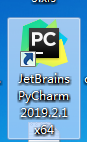 PC
JetBrains
PyCharm
2019.2.1
x64